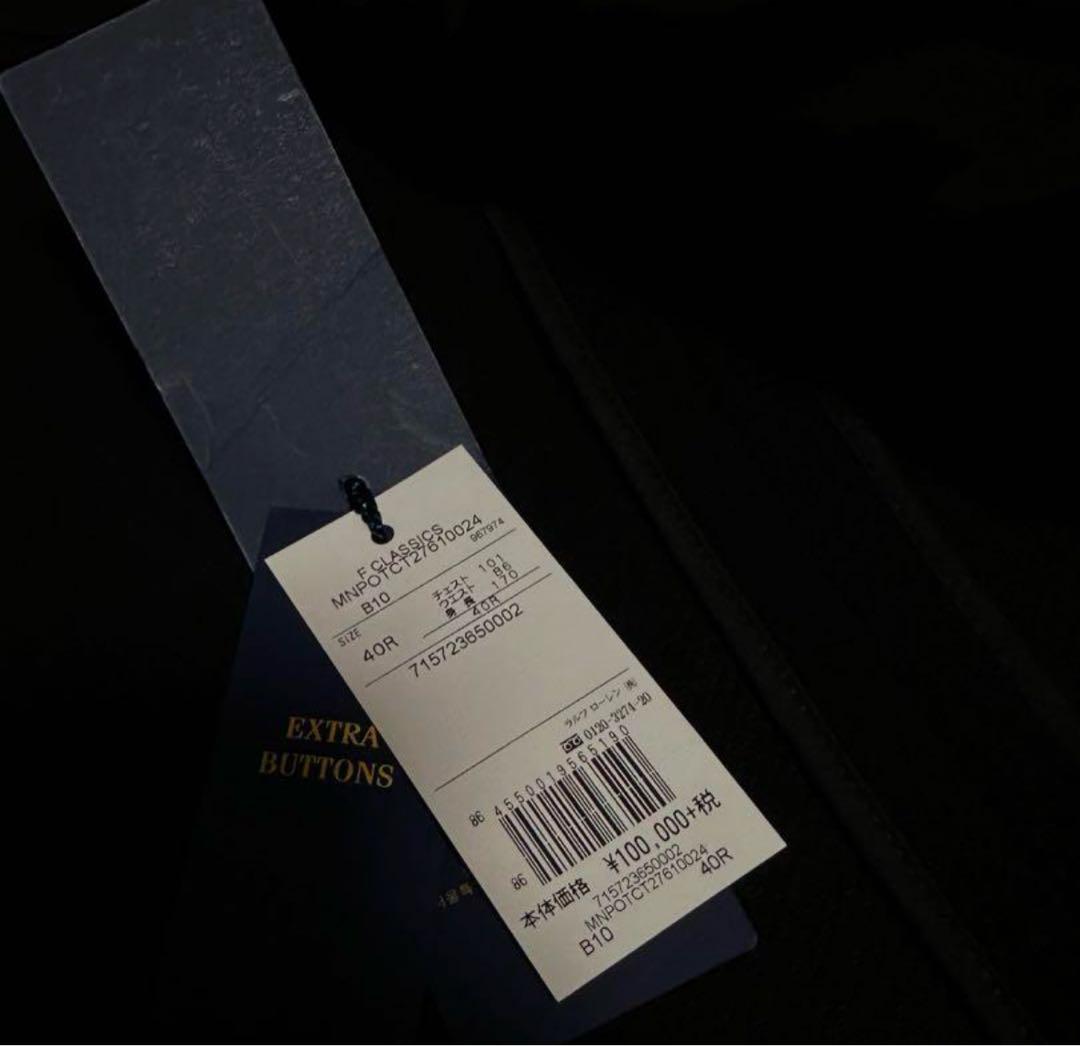 F CLASSICS
MNPOTCT27610024
967974
B10
チェスト 101
ウエスト 86
身長 170
40R
SIZE
40R
715723650002
ラルフ ローレン ㈱
0120-3274-20
86 4550019565190
86
本体価格 ¥100,000+税
715723650002
MNPOTCT27610024
B10
40R
EXTRA
BUTTONS